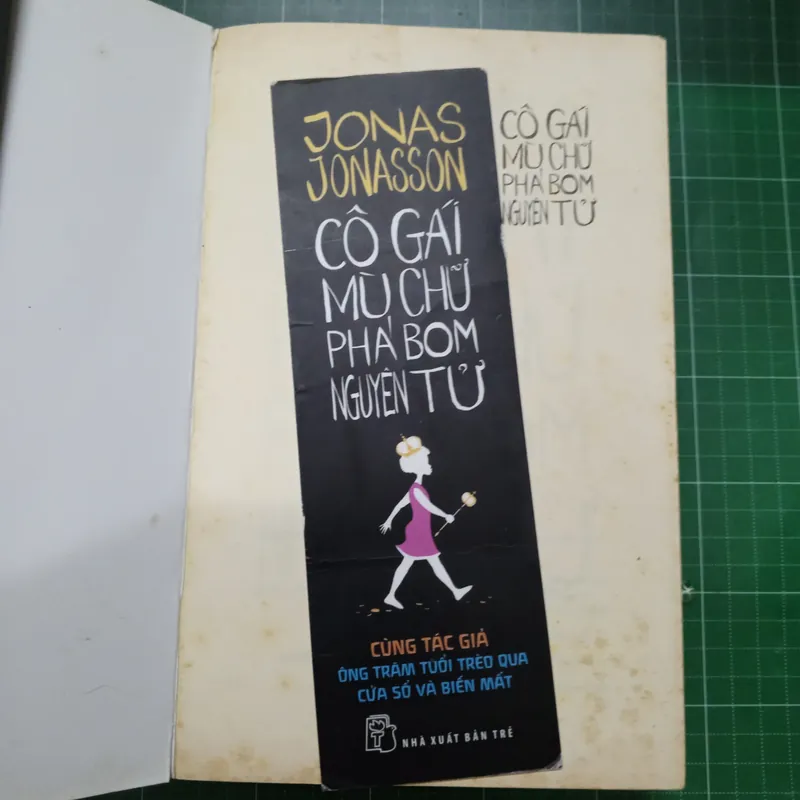 JONAS
JONASSON
CÔ GÁI
MÙ CHỮ
PHÁ BOM
NGUYÊN TỬ
CÙNG TÁC GIẢ
ÔNG TRĂM TUỔI TRÈO QUA
CỬA SỔ VÀ BIẾN MẤT
NHÀ XUẤT BẢN TRẺ
CÔ GÁI
MÙ CHỮ
PHÁ BOM
NGUYÊN TỬ